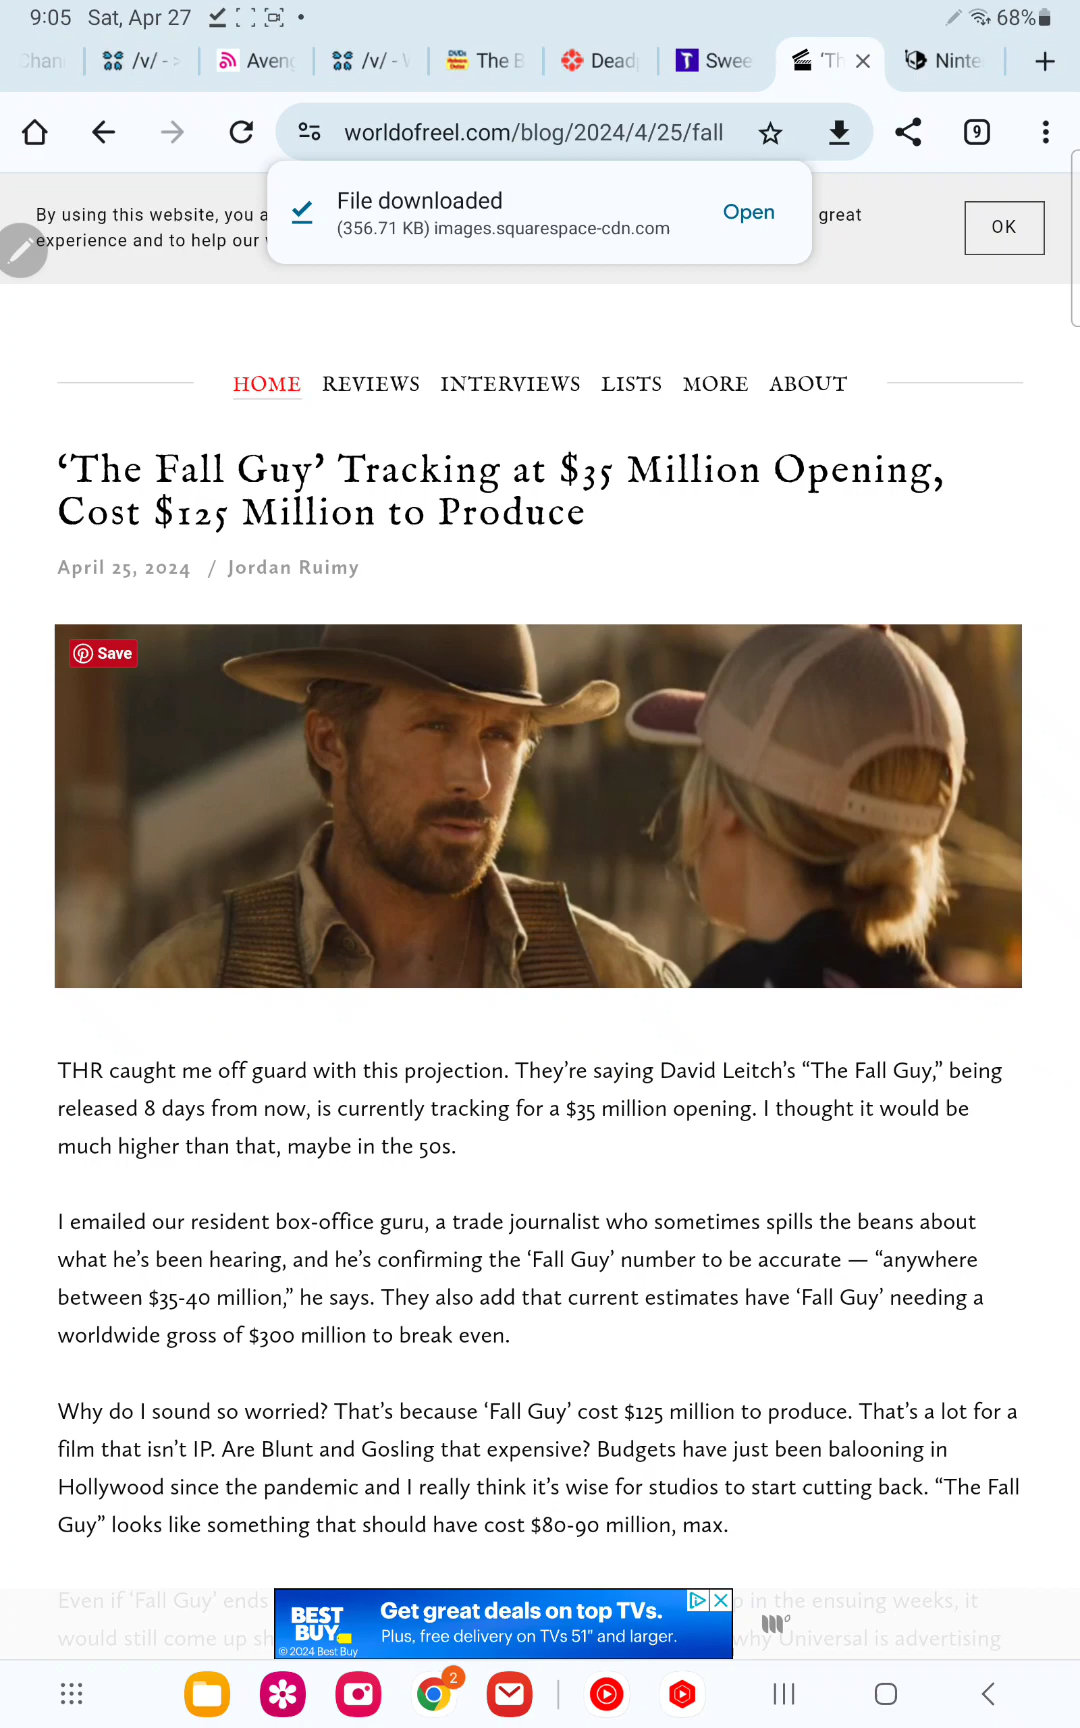 9:05 Sat, Apr 27
68%
Chan
/v/ - >
Aveng
/v/ - V
The B
Dead
Swee
'Th
Ninte
worldofreel.com/blog/2024/4/25/fall
9
File downloaded
(356.71 KB) images.squarespace-cdn.com
Open
By using this website, you a
great
experience and to help our
OK
HOME REVIEWS INTERVIEWS LISTS MORE ABOUT
‘The Fall Guy’ Tracking at $35 Million Opening,
Cost $125 Million to Produce
April 25, 2024 / Jordan Ruimy
Save
THR caught me off guard with this projection. They’re saying David Leitch’s “The Fall Guy,” being
released 8 days from now, is currently tracking for a $35 million opening. I thought it would be
much higher than that, maybe in the 50s.
I emailed our resident box-office guru, a trade journalist who sometimes spills the beans about
what he’s been hearing, and he’s confirming the ‘Fall Guy’ number to be accurate — “anywhere
between $35-40 million,” he says. They also add that current estimates have ‘Fall Guy’ needing a
worldwide gross of $300 million to break even.
Why do I sound so worried? That’s because ‘Fall Guy’ cost $125 million to produce. That’s a lot for a
film that isn’t IP. Are Blunt and Gosling that expensive? Budgets have just been balooning in
Hollywood since the pandemic and I really think it’s wise for studios to start cutting back. “The Fall
Guy” looks like something that should have cost $80-90 million, max.
Even if ‘Fall Guy’ ends
p in the ensuing weeks, it
would still come up sh
why Universal is advertising
BEST
BUY
© 2024 Best Buy
Get great deals on top TVs.
Plus, free delivery on TVs 51" and larger.
2